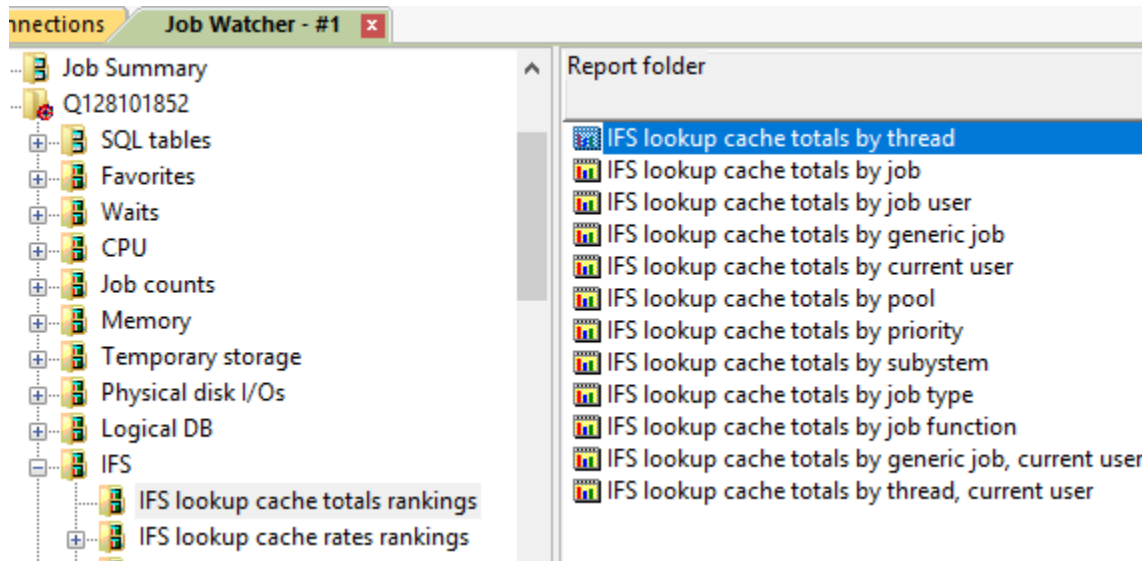 nnections
Job Watcher - #1 x
Job Summary
Q128101852
SQL tables
Favorites
Waits
CPU
Job counts
Memory
Temporary storage
Physical disk I/Os
Logical DB
IFS
IFS lookup cache totals rankings
IFS lookup cache rates rankings
Report folder
IFS lookup cache totals by thread
IFS lookup cache totals by job
IFS lookup cache totals by job user
IFS lookup cache totals by generic job
IFS lookup cache totals by current user
IFS lookup cache totals by pool
IFS lookup cache totals by priority
IFS lookup cache totals by subystem
IFS lookup cache totals by job type
IFS lookup cache totals by job function
IFS lookup cache totals by generic job, current user
IFS lookup cache totals by thread, current user